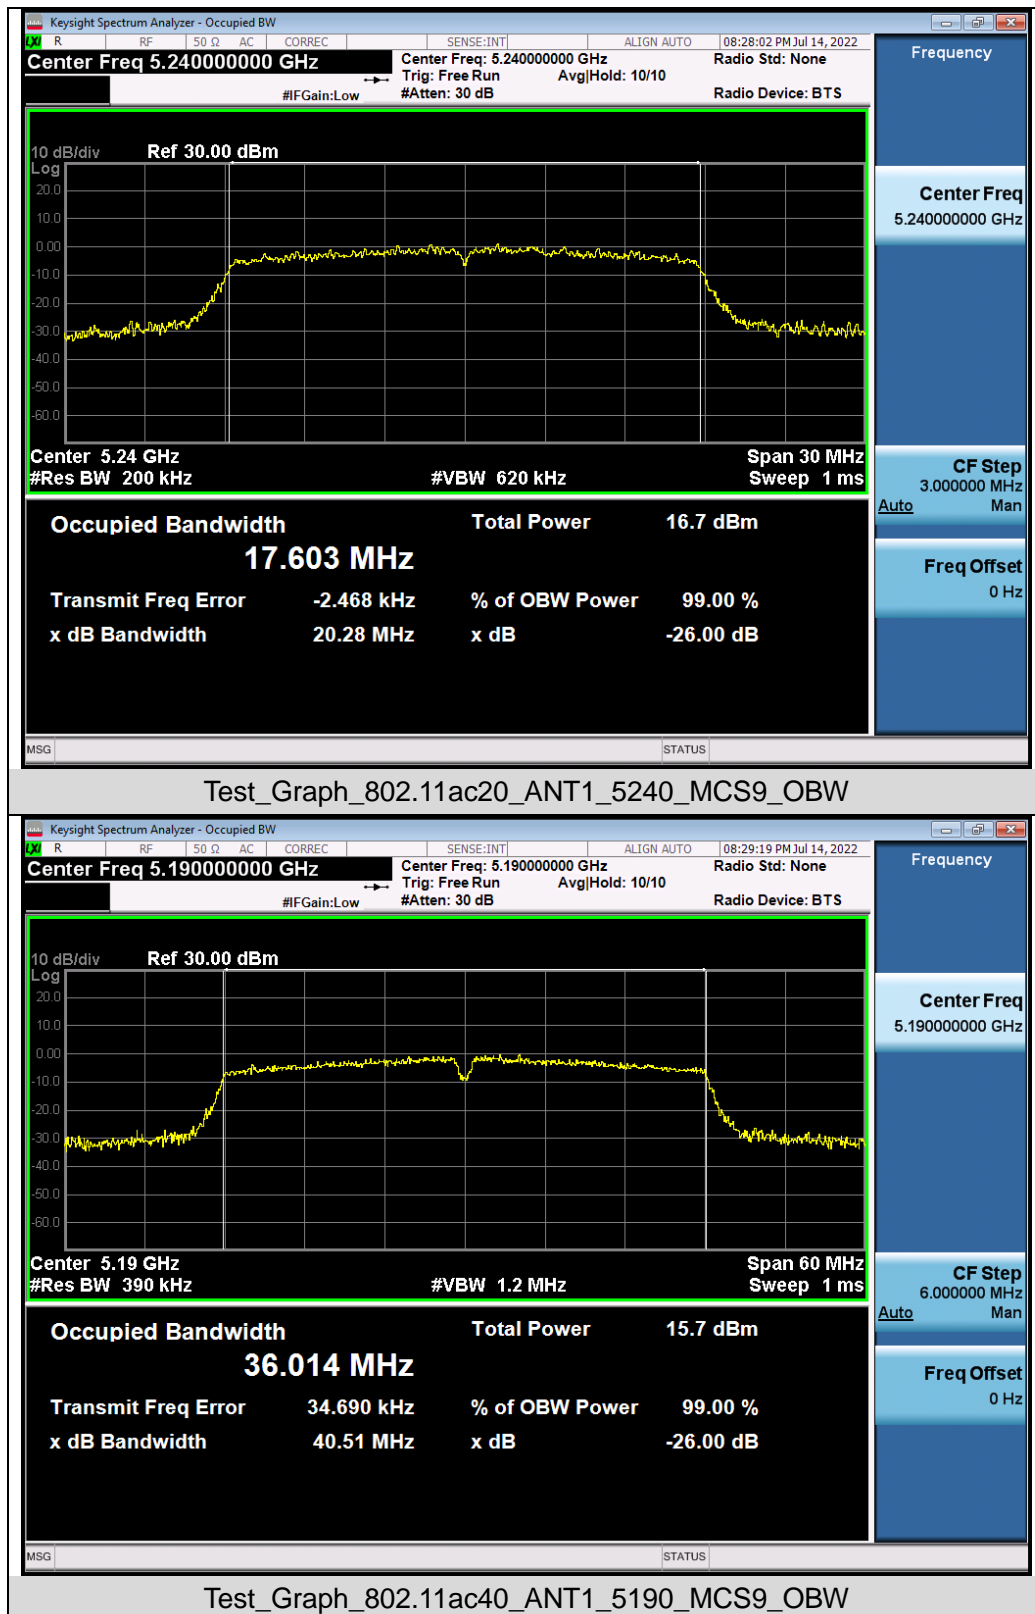 Keysight Spectrum Analyzer - Occupied BW
LXI R RF 50 Ω AC CORREC SENSE:INT ALIGN AUTO 08:28:02 PM Jul 14, 2022
Center Freq 5.240000000 GHz
Center Freq: 5.240000000 GHz
Radio Std: None
Trig: Free Run Avg|Hold: 10/10
#IFGain:Low
#Atten: 30 dB
Radio Device: BTS
Frequency
10 dB/div Ref 30.00 dBm
Log
20.0
10.0
0.00
-10.0
-20.0
-30.0
-40.0
-50.0
-60.0
Center Freq
5.240000000 GHz
Center 5.24 GHz Span 30 MHz
#Res BW 200 kHz #VBW 620 kHz Sweep 1 ms
CF Step
3.000000 MHz
Auto Man
Freq Offset
0 Hz
Occupied Bandwidth Total Power 16.7 dBm
17.603 MHz
Transmit Freq Error -2.468 kHz % of OBW Power 99.00 %
x dB Bandwidth 20.28 MHz x dB -26.00 dB
MSG STATUS
Test_Graph_802.11ac20_ANT1_5240_MCS9_OBW
Keysight Spectrum Analyzer - Occupied BW
LXI R RF 50 Ω AC CORREC SENSE:INT ALIGN AUTO 08:29:19 PM Jul 14, 2022
Center Freq 5.190000000 GHz
Center Freq: 5.190000000 GHz
Radio Std: None
Trig: Free Run Avg|Hold: 10/10
#IFGain:Low
#Atten: 30 dB
Radio Device: BTS
Frequency
10 dB/div Ref 30.00 dBm
Log
20.0
10.0
0.00
-10.0
-20.0
-30.0
-40.0
-50.0
-60.0
Center Freq
5.190000000 GHz
Center 5.19 GHz Span 60 MHz
#Res BW 390 kHz #VBW 1.2 MHz Sweep 1 ms
CF Step
6.000000 MHz
Auto Man
Freq Offset
0 Hz
Occupied Bandwidth Total Power 15.7 dBm
36.014 MHz
Transmit Freq Error 34.690 kHz % of OBW Power 99.00 %
x dB Bandwidth 40.51 MHz x dB -26.00 dB
MSG STATUS
Test_Graph_802.11ac40_ANT1_5190_MCS9_OBW